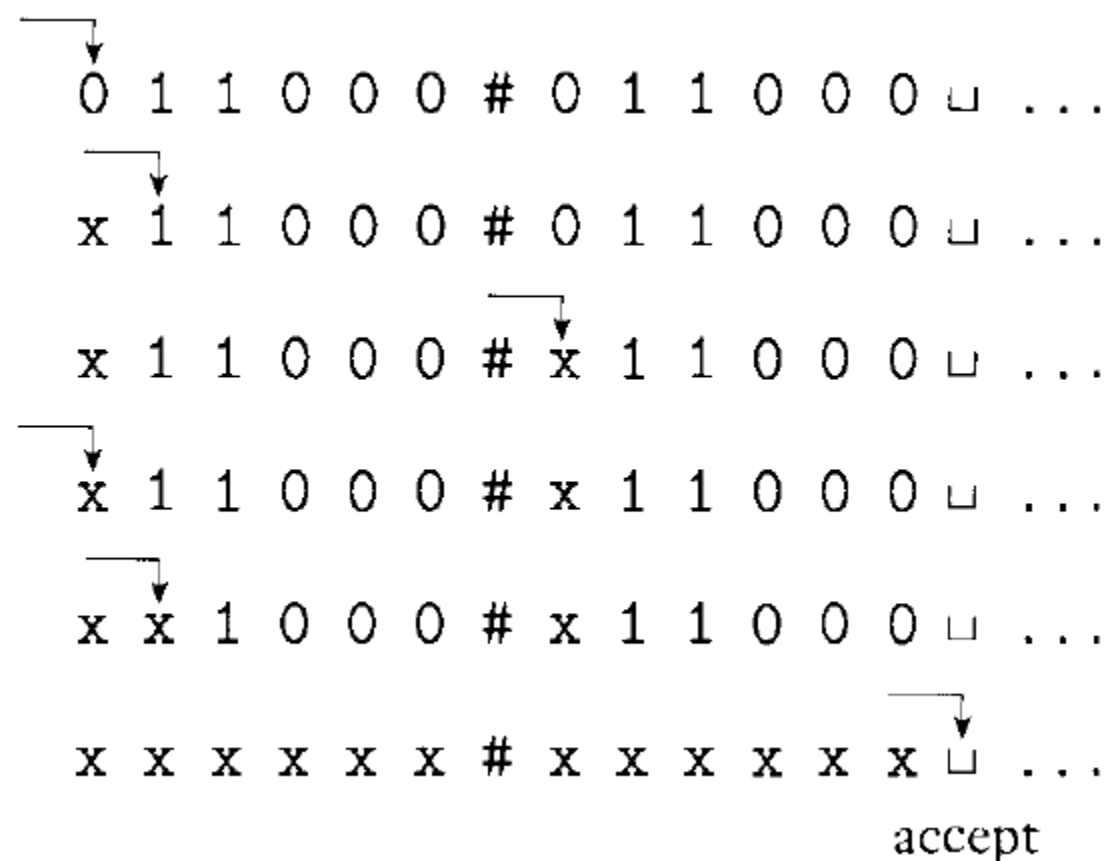 0 1 1 0 0 0 # 0 1 1 0 0 0 ⊔ ...
x 1 1 0 0 0 # 0 1 1 0 0 0 ⊔ ...
x 1 1 0 0 0 # x 1 1 0 0 0 ⊔ ...
x 1 1 0 0 0 # x 1 1 0 0 0 ⊔ ...
x x 1 0 0 0 # x 1 1 0 0 0 ⊔ ...
x x x x x x # x x x x x x ⊔ ...
accept